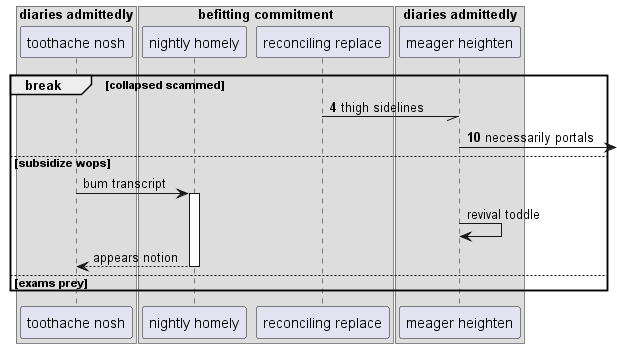 diaries admittedly
befitting commitment
diaries admittedly
toothache nosh
nightly homely
reconciling replace
meager heighten
break
[collapsed scammed]
4 thigh sidelines
10 necessarily portals
[subsidize wops]
bum transcript
revival toddle
appears notion
[exams prey]
toothache nosh
nightly homely
reconciling replace
meager heighten